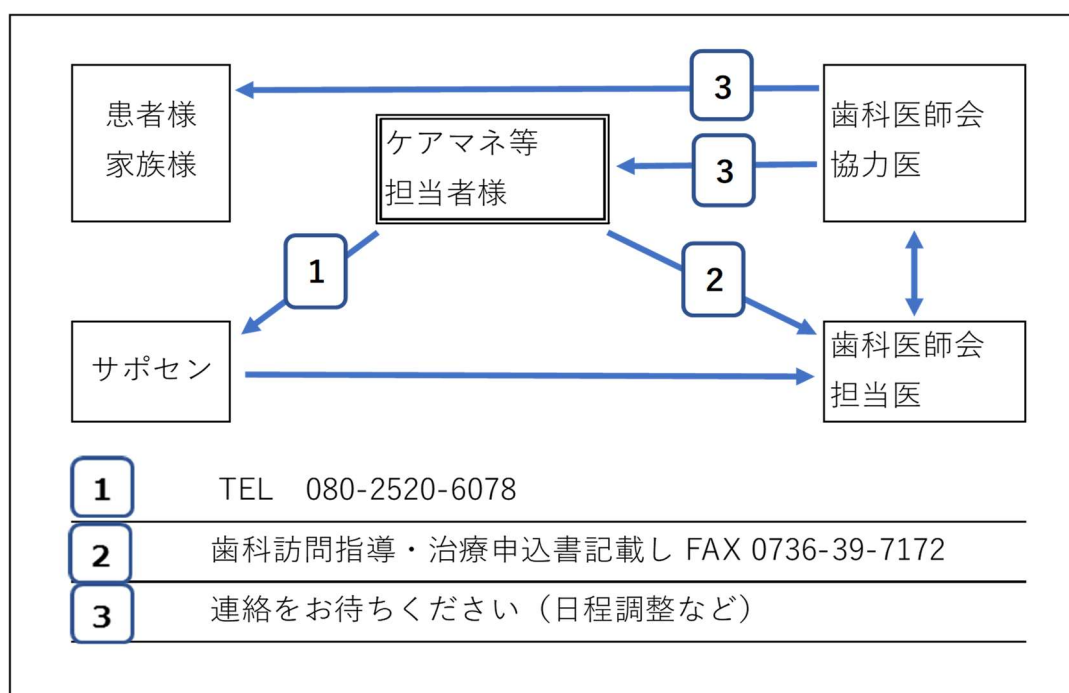 患者様
家族様
ケアマネ等
担当者様
3
3
歯科医師会
協力医
1
2
サポセン
歯科医師会
担当医
1 TEL 080-2520-6078
2 歯科訪問指導・治療申込書記載し FAX 0736-39-7172
3 連絡をお待ちください（日程調整など）